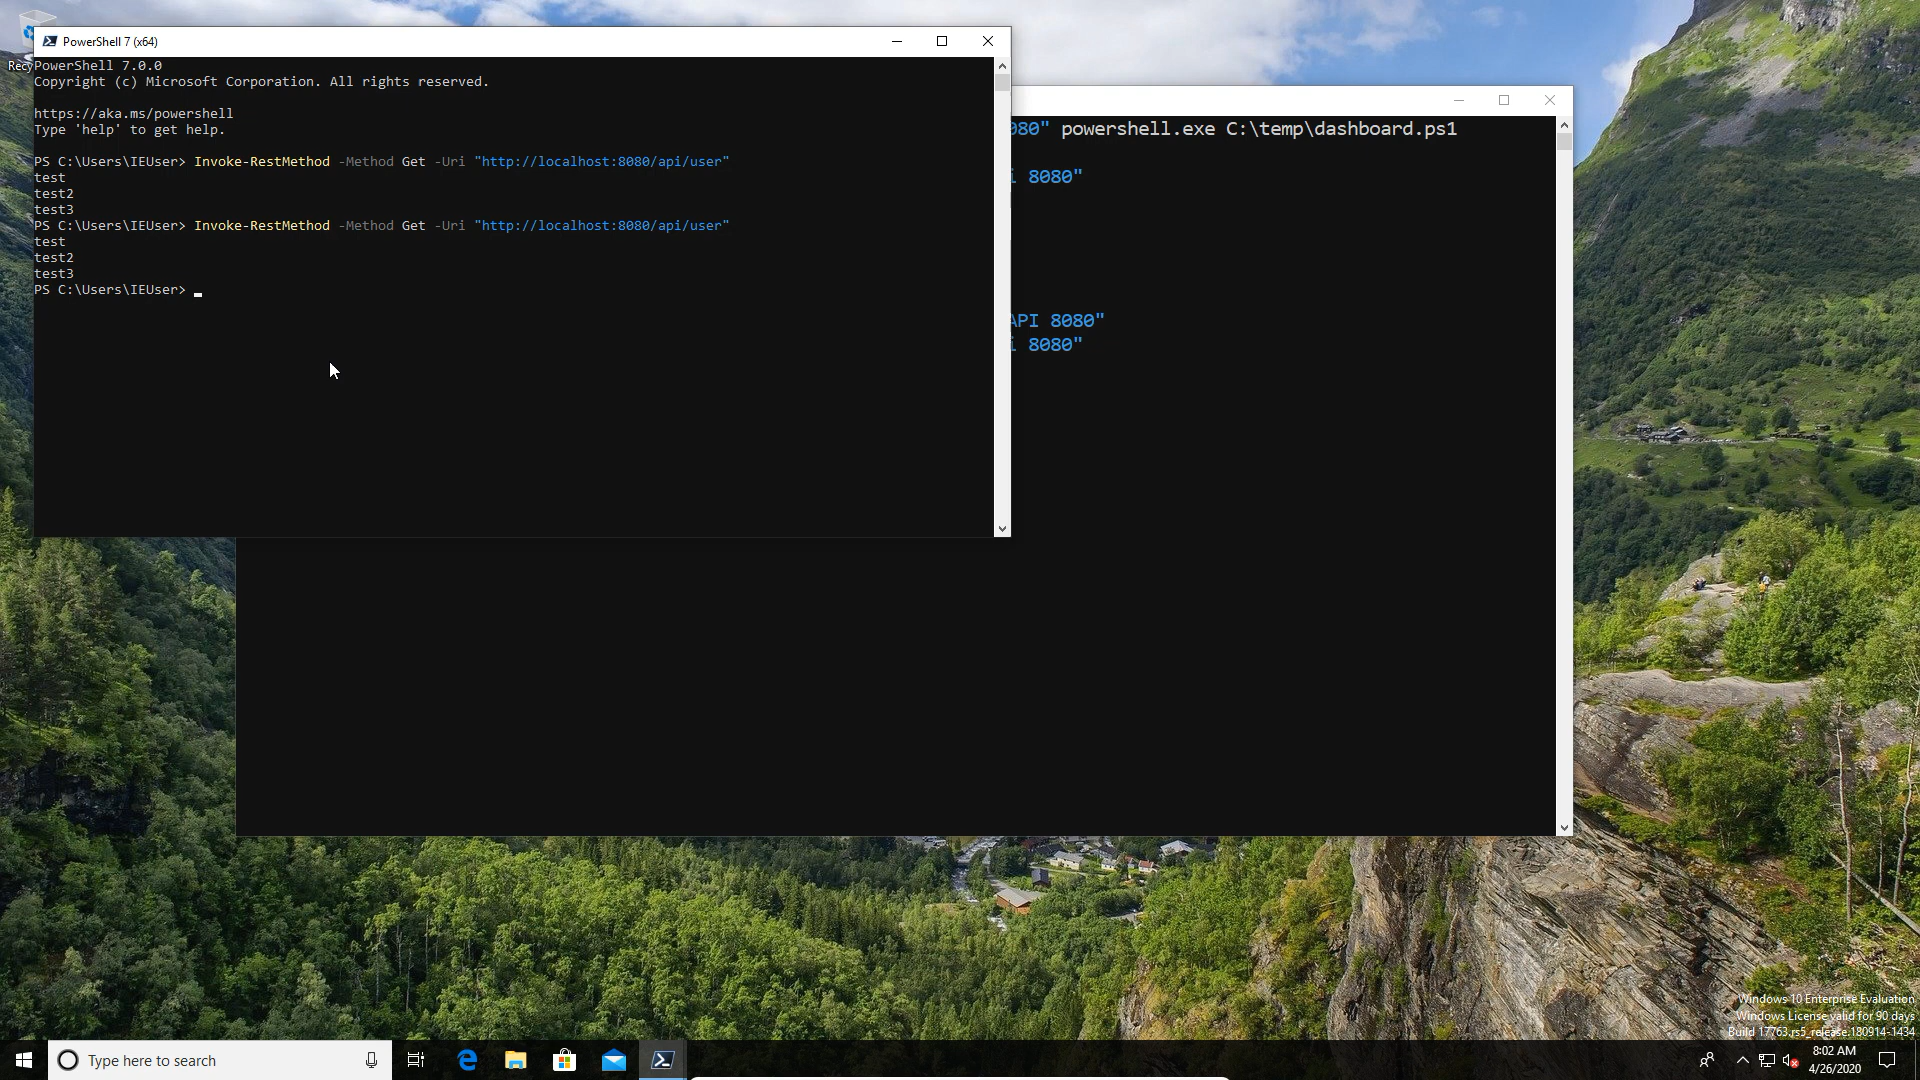 Recy
PowerShell 7 (x64)
PowerShell 7.0.0
Copyright (c) Microsoft Corporation. All rights reserved.
https://aka.ms/powershell
Type 'help' to get help.
PS C:\Users\IEUser> Invoke-RestMethod -Method Get -Uri "http://localhost:8080/api/user"
test
test2
test3
PS C:\Users\IEUser> Invoke-RestMethod -Method Get -Uri "http://localhost:8080/api/user"
test
test2
test3
PS C:\Users\IEUser>
080" powershell.exe C:\temp\dashboard.ps1
i 8080"
API 8080"
i 8080"
Windows 10 Enterprise Evaluation
Windows License valid for 90 days
Build 17763.rs5_release.180914-1434
Type here to search
8:02 AM
4/26/2020